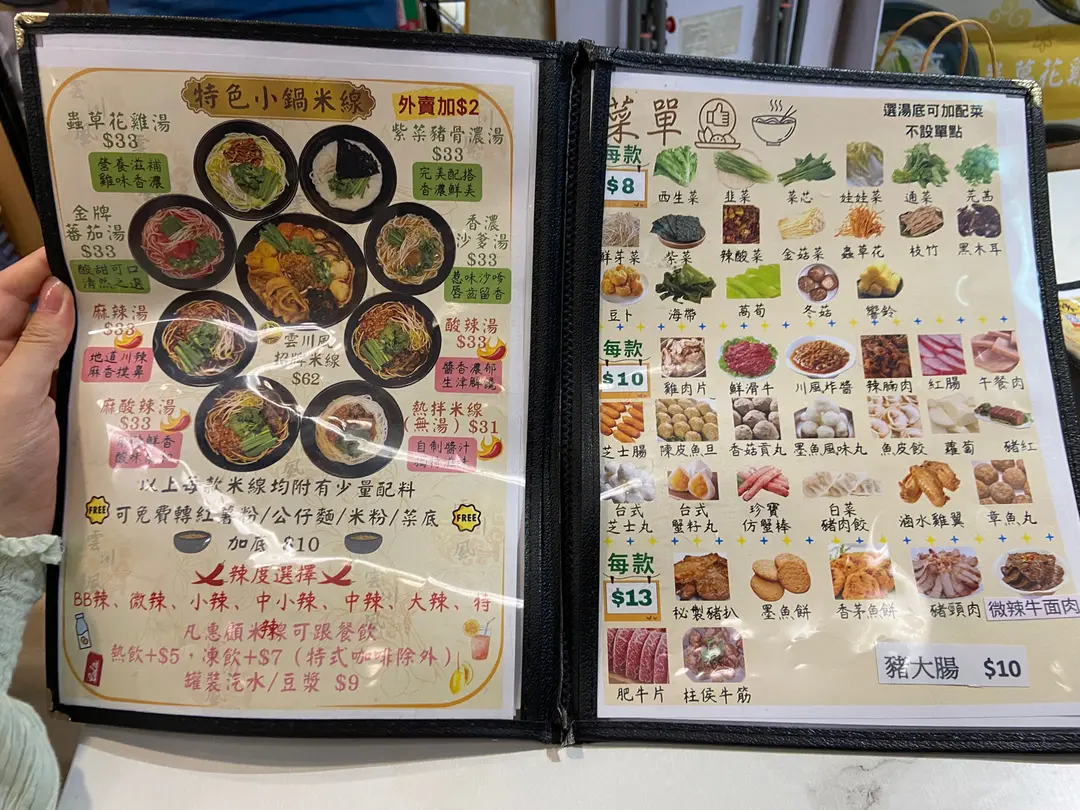 特色小鍋米線
外賣加$2
蟲草花雞湯
$33
營養滋補
雞味香濃
紫菜豬骨濃湯
$33
完美配搭
香濃鮮美
金牌
蕃茄湯
$33
酸甜可口
清然之選
香濃
沙爹湯
$33
惹味沙嗲
唇齒留香
麻辣湯
$33
地道川辣
麻香撲鼻
雲川風
招牌米線
$62
酸辣湯
$33
醬香濃郁
生津解膩
麻酸辣湯
$33
熱拌米線
(無湯) $31
自制醬汁
以上每款米線均附有少量配料
FREE
可免費轉紅薯粉/公仔麵/米粉/菜底
FREE
加底 $10
辣度選擇
BB辣、微辣、小辣、中小辣、中辣、大辣、特
辣
凡惠顧米線可跟餐飲
熱飲+$5，凍飲+$7（特式咖啡除外）
罐裝汽水/豆漿 $9
菜單
選湯底可加配菜
不設單點
每款
$8
西生菜 韭菜 菜芯 娃娃菜 通菜 芫茜
鮮芽菜 紫菜 辣酸菜 金菇菜 蟲草花 枝竹 黑木耳
豆卜 海帶 萵筍 冬菇 響鈴
每款
$10
雞肉片 鮮滑牛 川風炸醬 辣腩肉 紅腸 午餐肉
芝士腸 陳皮魚旦 香菇貢丸 墨魚風味丸 魚皮餃 蘿蔔 豬紅
台式
芝士丸
台式
蟹籽丸
珍寶
仿蟹棒
白菜
豬肉餃
滷水雞翼
章魚丸
每款
$13
秘製豬扒 墨魚餅 香茅魚餅 豬頸肉 微辣牛面肉
肥牛片 柱侯牛筋
豬大腸 $10
草花雞